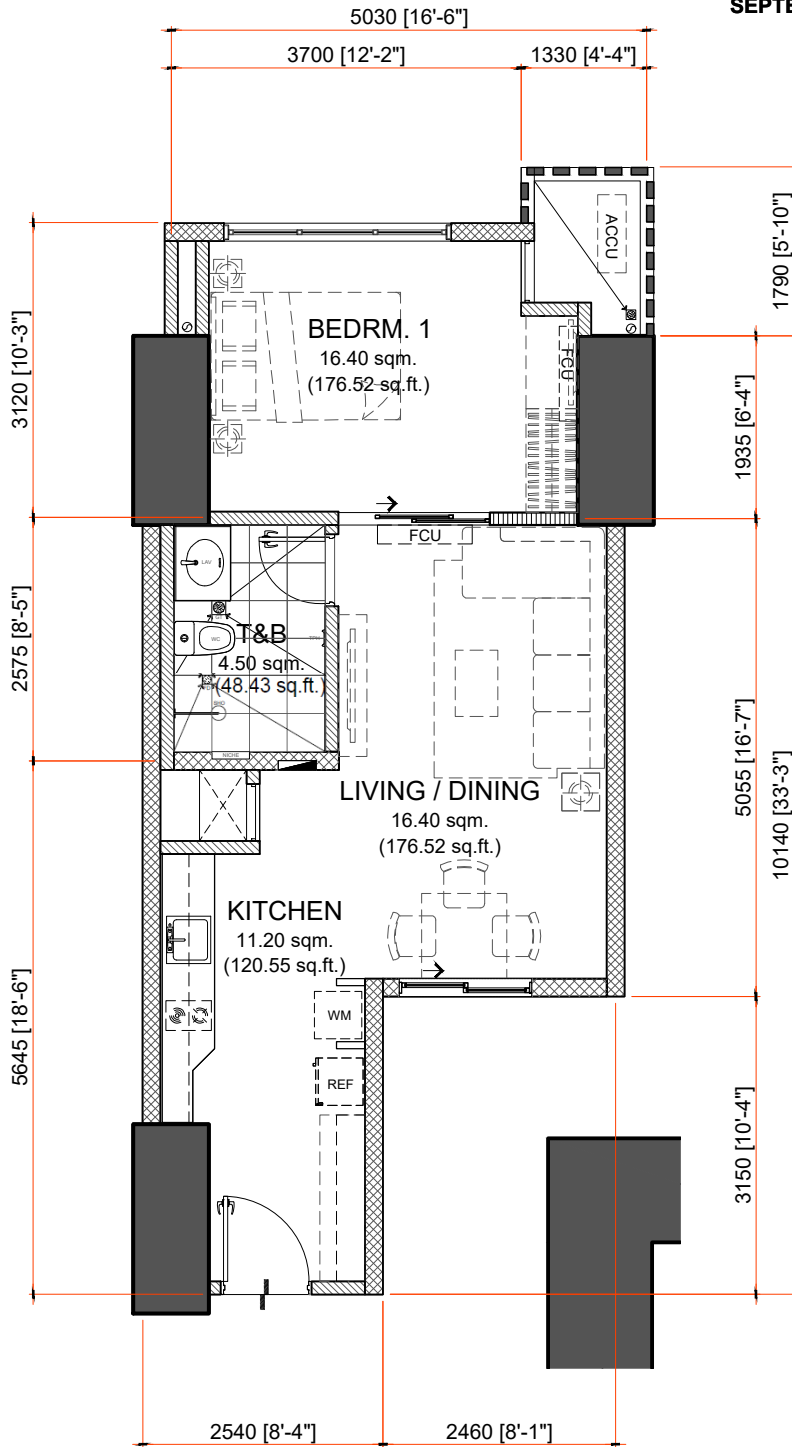 SEPTE
5030 [16'-6"]
3700 [12'-2"]
1330 [4'-4"]
1790 [5'-10"]
ACCU
3120 [10'-3"]
BEDRM. 1
16.40 sqm.
(176.52 sq.ft.)
FCU
1935 [6'-4"]
FCU
LAV
2575 [8'-5"]
WC
T&B
4.50 sqm.
(48.43 sq.ft.)
NICHE
LIVING / DINING
16.40 sqm.
(176.52 sq.ft.)
5055 [16'-7"]
10140 [33'-3"]
KITCHEN
11.20 sqm.
(120.55 sq.ft.)
WM
REF
5645 [18'-6"]
3150 [10'-4"]
2540 [8'-4"]
2460 [8'-1"]